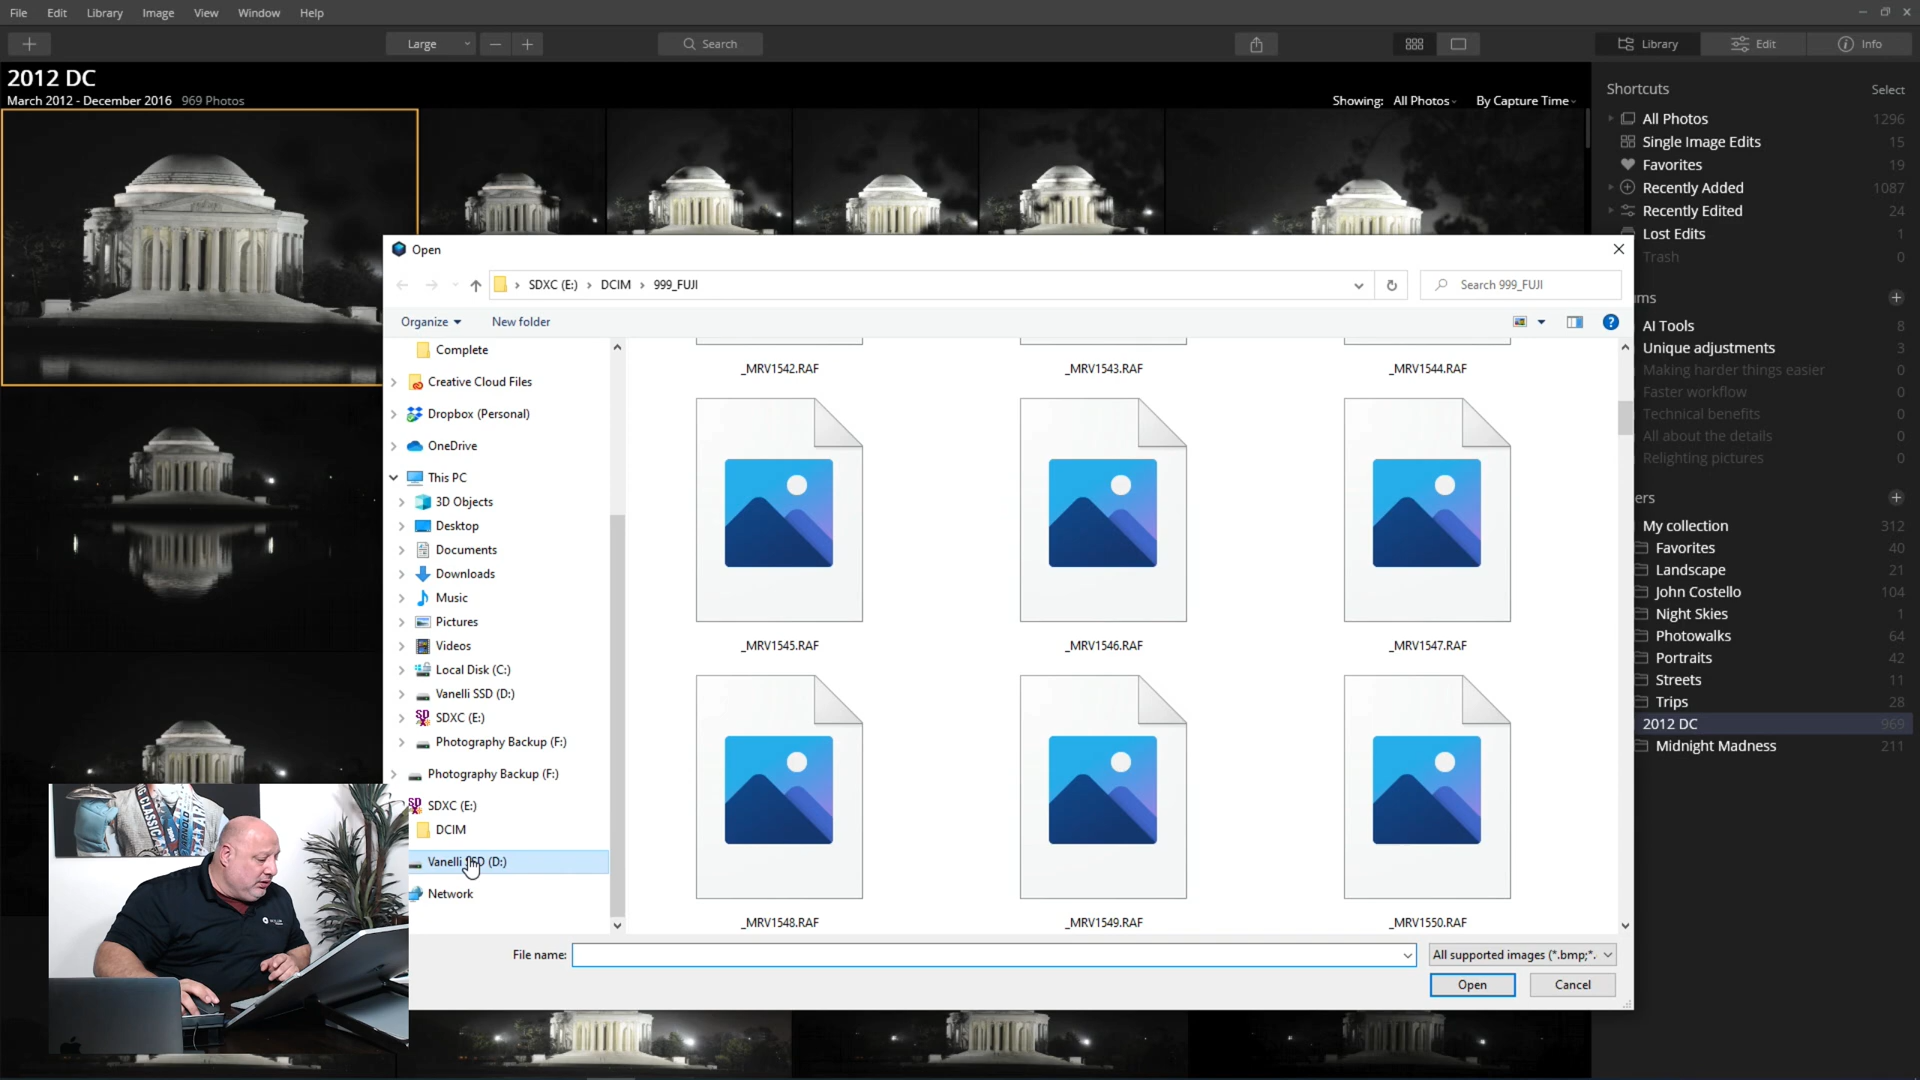 File Edit Library Image View Window Help
Large Search Library Edit Info
2012 DC
March 2012 - December 2016 969 Photos
Showing: All Photos By Capture Time
Shortcuts Select
All Photos 1296
Single Image Edits 15
Favorites 19
Recently Added 1087
Recently Edited 24
Lost Edits 1
Trash 0
ms
AI Tools 8
Unique adjustments 3
Making harder things easier 0
Faster workflow 0
Technical benefits 0
All about the details 0
Relighting pictures 0
ers
My collection 312
Favorites 40
Landscape 21
John Costello 104
Night Skies 1
Photowalks 64
Portraits 42
Streets 11
Trips 28
2012 DC 969
Midnight Madness 211
Open
SDXC (E:) DCIM 999_FUJI
Search 999_FUJI
Organize New folder
Complete
Creative Cloud Files
Dropbox (Personal)
OneDrive
This PC
3D Objects
Desktop
Documents
Downloads
Music
Pictures
Videos
Local Disk (C:)
Vanelli SSD (D:)
SDXC (E:)
Photography Backup (F:)
Photography Backup (F:)
SDXC (E:)
DCIM
Vanelli SSD (D:)
Network
_MRV1542.RAF _MRV1543.RAF _MRV1544.RAF
_MRV1545.RAF _MRV1546.RAF _MRV1547.RAF
_MRV1548.RAF _MRV1549.RAF _MRV1550.RAF
File name: All supported images (*.bmp;*.
Open Cancel